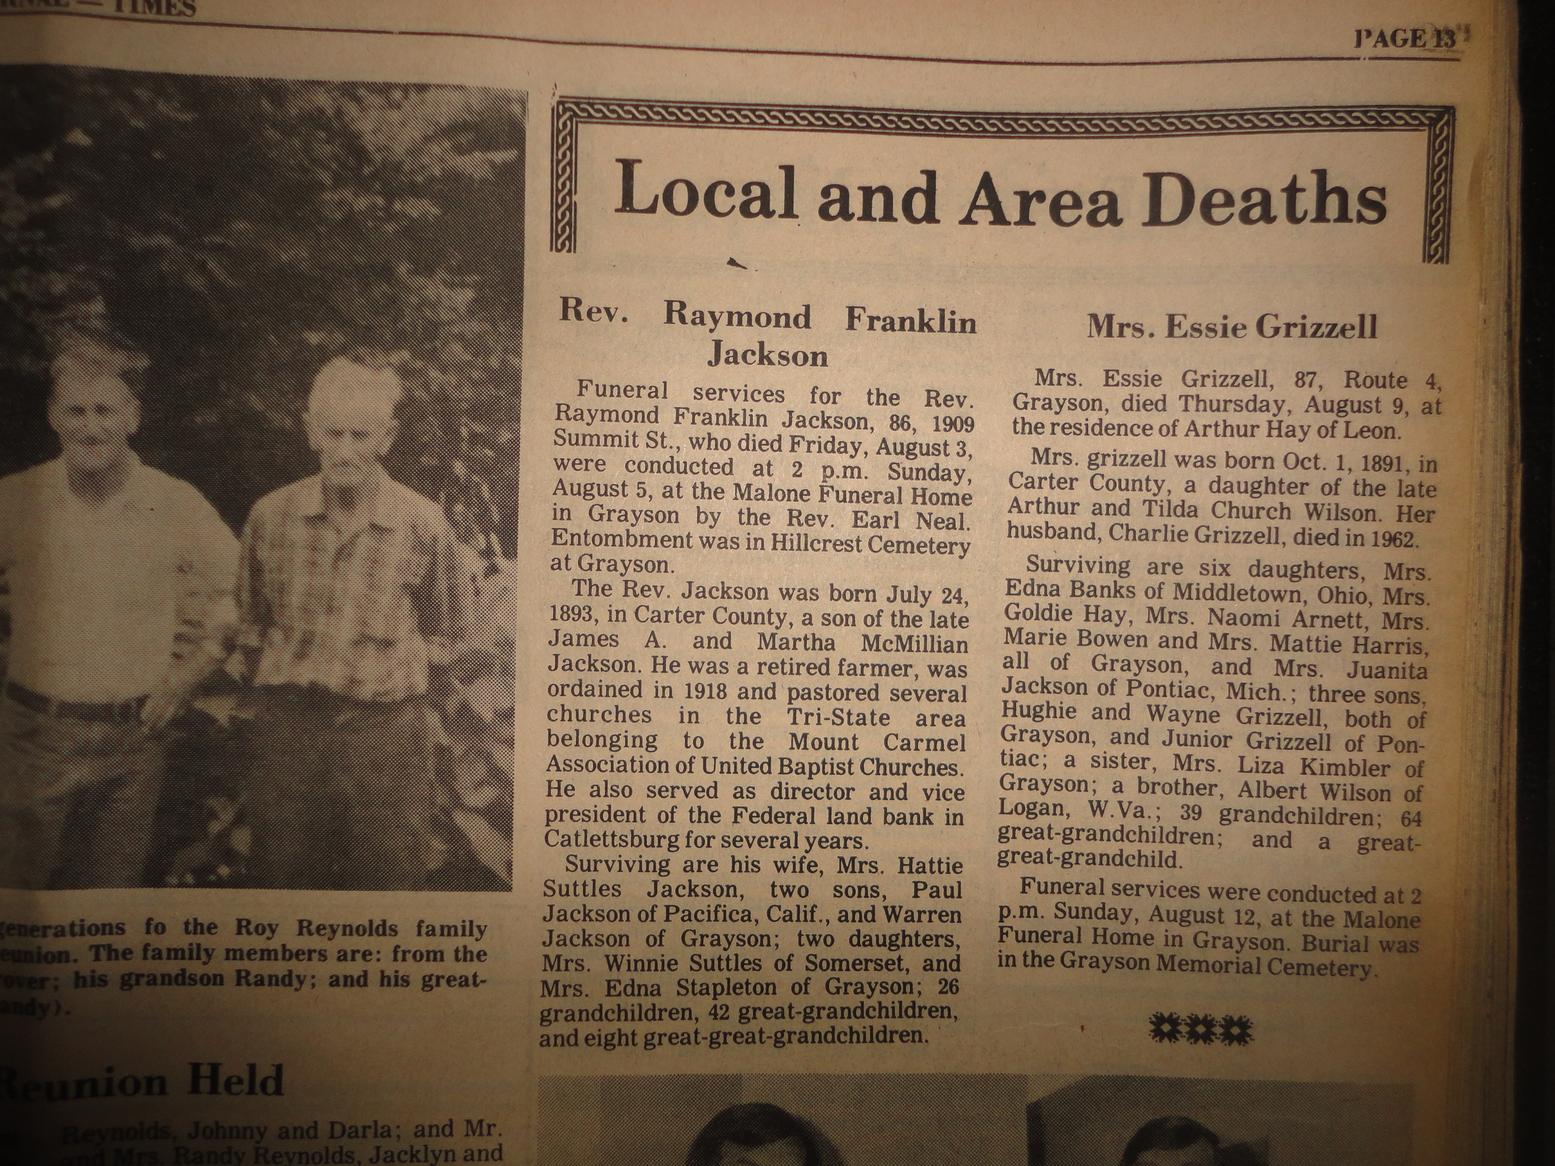 TIMES
PAGE 13
Local and Area Deaths
Rev. Raymond Franklin
Jackson
Funeral services for the Rev.
Raymond Franklin Jackson, 86, 1909
Summit St., who died Friday, August 3,
were conducted at 2 p.m. Sunday,
August 5, at the Malone Funeral Home
in Grayson by the Rev. Earl Neal.
Entombment was in Hillcrest Cemetery
at Grayson.
The Rev. Jackson was born July 24,
1893, in Carter County, a son of the late
James A. and Martha McMillian
Jackson. He was a retired farmer, was
ordained in 1918 and pastored several
churches in the Tri-State area
belonging to the Mount Carmel
Association of United Baptist Churches.
He also served as director and vice
president of the Federal land bank in
Catlettsburg for several years.
Surviving are his wife, Mrs. Hattie
Suttles Jackson, two sons, Paul
Jackson of Pacifica, Calif., and Warren
Jackson of Grayson; two daughters,
Mrs. Winnie Suttles of Somerset, and
Mrs. Edna Stapleton of Grayson; 26
grandchildren, 42 great-grandchildren,
and eight great-great-grandchildren.
Mrs. Essie Grizzell
Mrs. Essie Grizzell, 87, Route 4,
Grayson, died Thursday, August 9, at
the residence of Arthur Hay of Leon.
Mrs. grizzell was born Oct. 1, 1891, in
Carter County, a daughter of the late
Arthur and Tilda Church Wilson. Her
husband, Charlie Grizzell, died in 1962.
Surviving are six daughters, Mrs.
Edna Banks of Middletown, Ohio, Mrs.
Goldie Hay, Mrs. Naomi Arnett, Mrs.
Marie Bowen and Mrs. Mattie Harris,
all of Grayson, and Mrs. Juanita
Jackson of Pontiac, Mich.; three sons,
Hughie and Wayne Grizzell, both of
Grayson, and Junior Grizzell of Pon-
tiac; a sister, Mrs. Liza Kimbler of
Grayson; a brother, Albert Wilson of
Logan, W.Va.; 39 grandchildren; 64
great-grandchildren; and a great-
great-grandchild.
Funeral services were conducted at 2
p.m. Sunday, August 12, at the Malone
Funeral Home in Grayson. Burial was
in the Grayson Memorial Cemetery.
generations fo the Roy Reynolds family
eunion. The family members are: from the
over; his grandson Randy; and his great-
andy).
Reunion Held
Reynolds, Johnny and Darla; and Mr.
and Mrs. Randy Reynolds, Jacklyn and